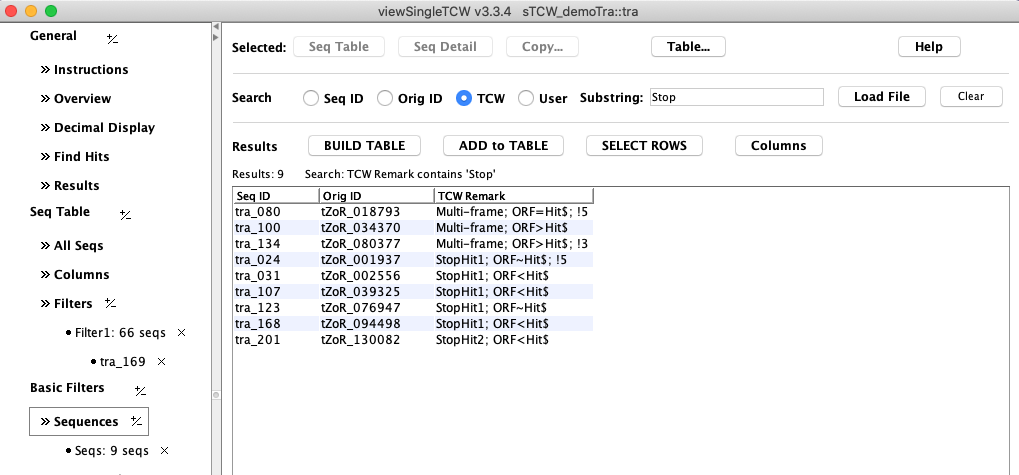 viewSingleTCW v3.3.4 sTCW_demoTra::tra
General +/-
» Instructions
» Overview
» Decimal Display
» Find Hits
» Results
Seq Table +/-
» All Seqs
» Columns
» Filters +/-
• Filter1: 66 seqs ×
• tra_169 ×
Basic Filters +/-
» Sequences +/-
• Seqs: 9 seqs ×
Selected: Seq Table Seq Detail Copy... Table... Help
Search Seq ID Orig ID TCW User Substring: Stop Load File Clear
Results BUILD TABLE ADD to TABLE SELECT ROWS Columns
Results: 9 Search: TCW Remark contains 'Stop'
Seq ID Orig ID TCW Remark
tra_080 tZoR_018793 Multi-frame; ORF=Hit$; !5
tra_100 tZoR_034370 Multi-frame; ORF>Hit$
tra_134 tZoR_080377 Multi-frame; ORF>Hit$; !3
tra_024 tZoR_001937 StopHit1; ORF~Hit$; !5
tra_031 tZoR_002556 StopHit1; ORF<Hit$
tra_107 tZoR_039325 StopHit1; ORF<Hit$
tra_123 tZoR_076947 StopHit1; ORF~Hit$
tra_168 tZoR_094498 StopHit1; ORF<Hit$
tra_201 tZoR_130082 StopHit2; ORF<Hit$